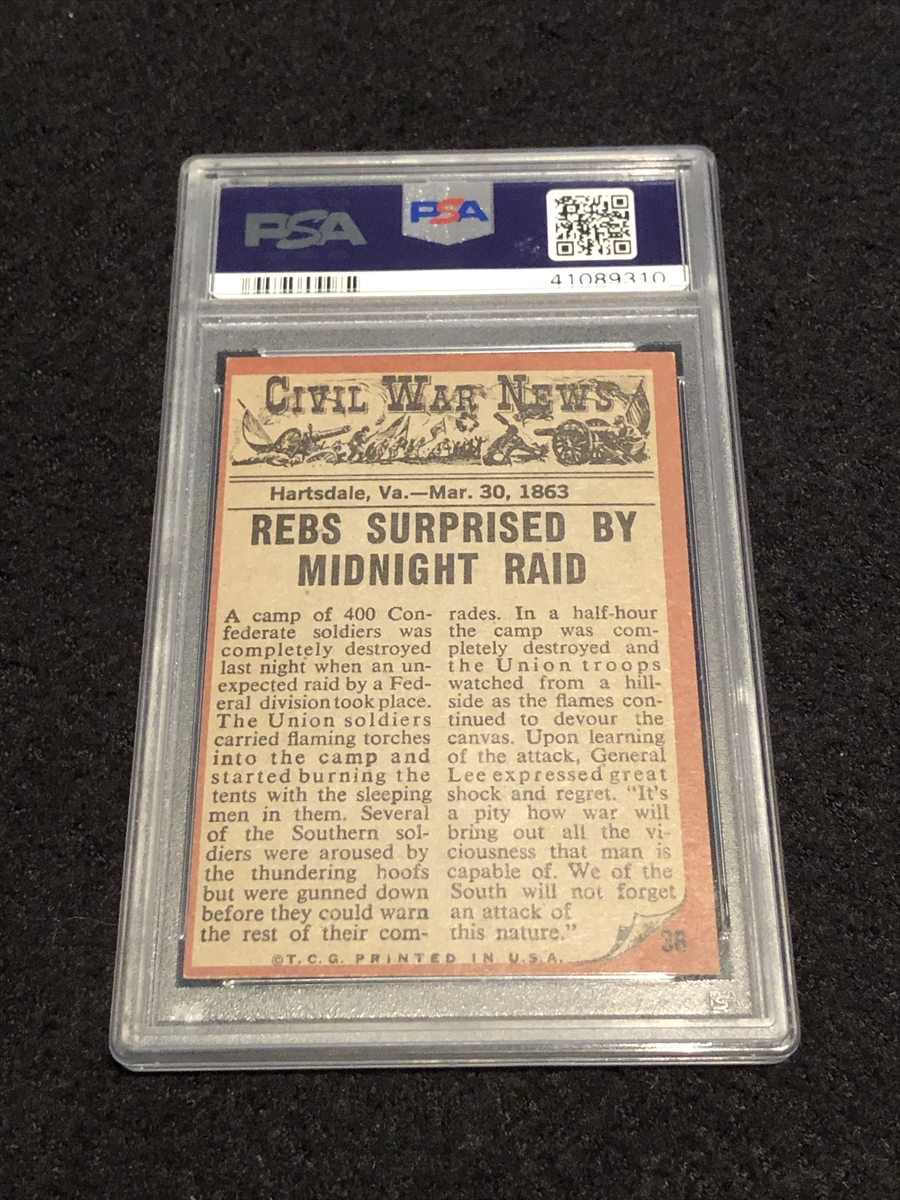 PSA
PSA
41089310
CIVIL WAR NEWS
Hartsdale, Va.—Mar. 30, 1863
REBS SURPRISED BY
MIDNIGHT RAID
A camp of 400 Con-
federate soldiers was
completely destroyed
last night when an un-
expected raid by a Fed-
eral division took place.
The Union soldiers
carried flaming torches
into the camp and
started burning the
tents with the sleeping
men in them. Several
of the Southern sol-
diers were aroused by
the thundering hoofs
but were gunned down
before they could warn
the rest of their com-
rades. In a half-hour
the camp was com-
pletely destroyed and
the Union troops
watched from a hill-
side as the flames con-
tinued to devour the
canvas. Upon learning
of the attack, General
Lee expressed great
shock and regret. “It's
a pity how war will
bring out all the vi-
ciousness that man is
capable of. We of the
South will not forget
an attack of
this nature.”
©T.C.G. PRINTED IN U.S.A.